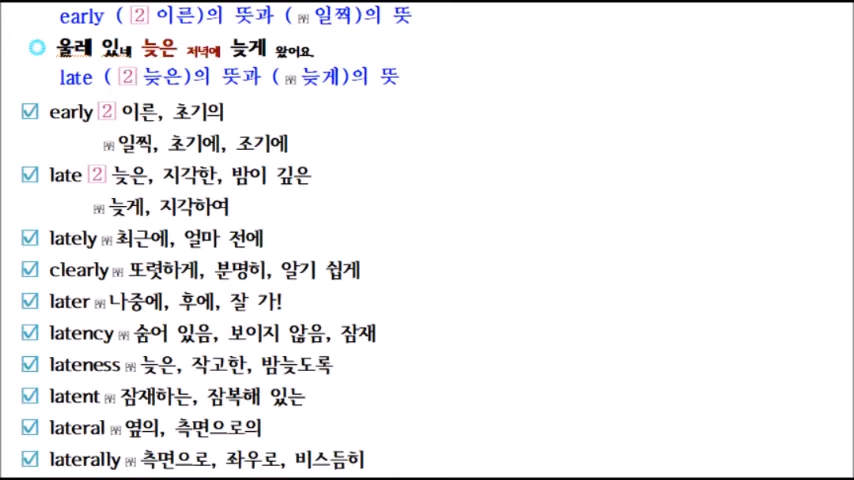 early ( 2 이른)의 뜻과 ( 부 일찍)의 뜻
울레 있네 늦은 저녁에 늦게 왔어요.
late ( 2 늦은)의 뜻과 ( 부 늦게)의 뜻
early 2 이른, 초기의
부 일찍, 초기에, 조기에
late 2 늦은, 지각한, 밤이 깊은
부 늦게, 지각하여
lately 부 최근에, 얼마 전에
clearly 부 또렷하게, 분명히, 알기 쉽게
later 부 나중에, 후에, 잘 가!
latency 부 숨어 있음, 보이지 않음, 잠재
lateness 부 늦은, 작고한, 밤늦도록
latent 부 잠재하는, 잠복해 있는
lateral 부 옆의, 측면으로의
laterally 부 측면으로, 좌우로, 비스듬히